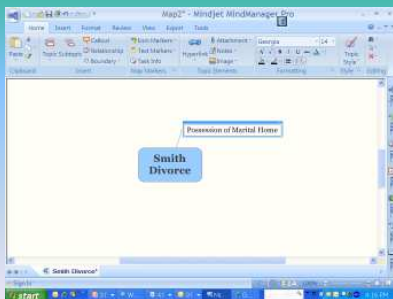 Map2* - Mindjet MindManager Pro
Home Insert Format Review View Export Tools
Callout
Relationship
Boundary
Icon Markers
Text Markers
Task Info
Attachment
Notes
Image
Georgia 14
Paste Topic Subtopic Hyperlink Topic Style
Clipboard Insert Map Markers Topic Elements Formatting Style Editing
Possession of Marital Home
Smith
Divorce
Smith Divorce*
Sign In
start